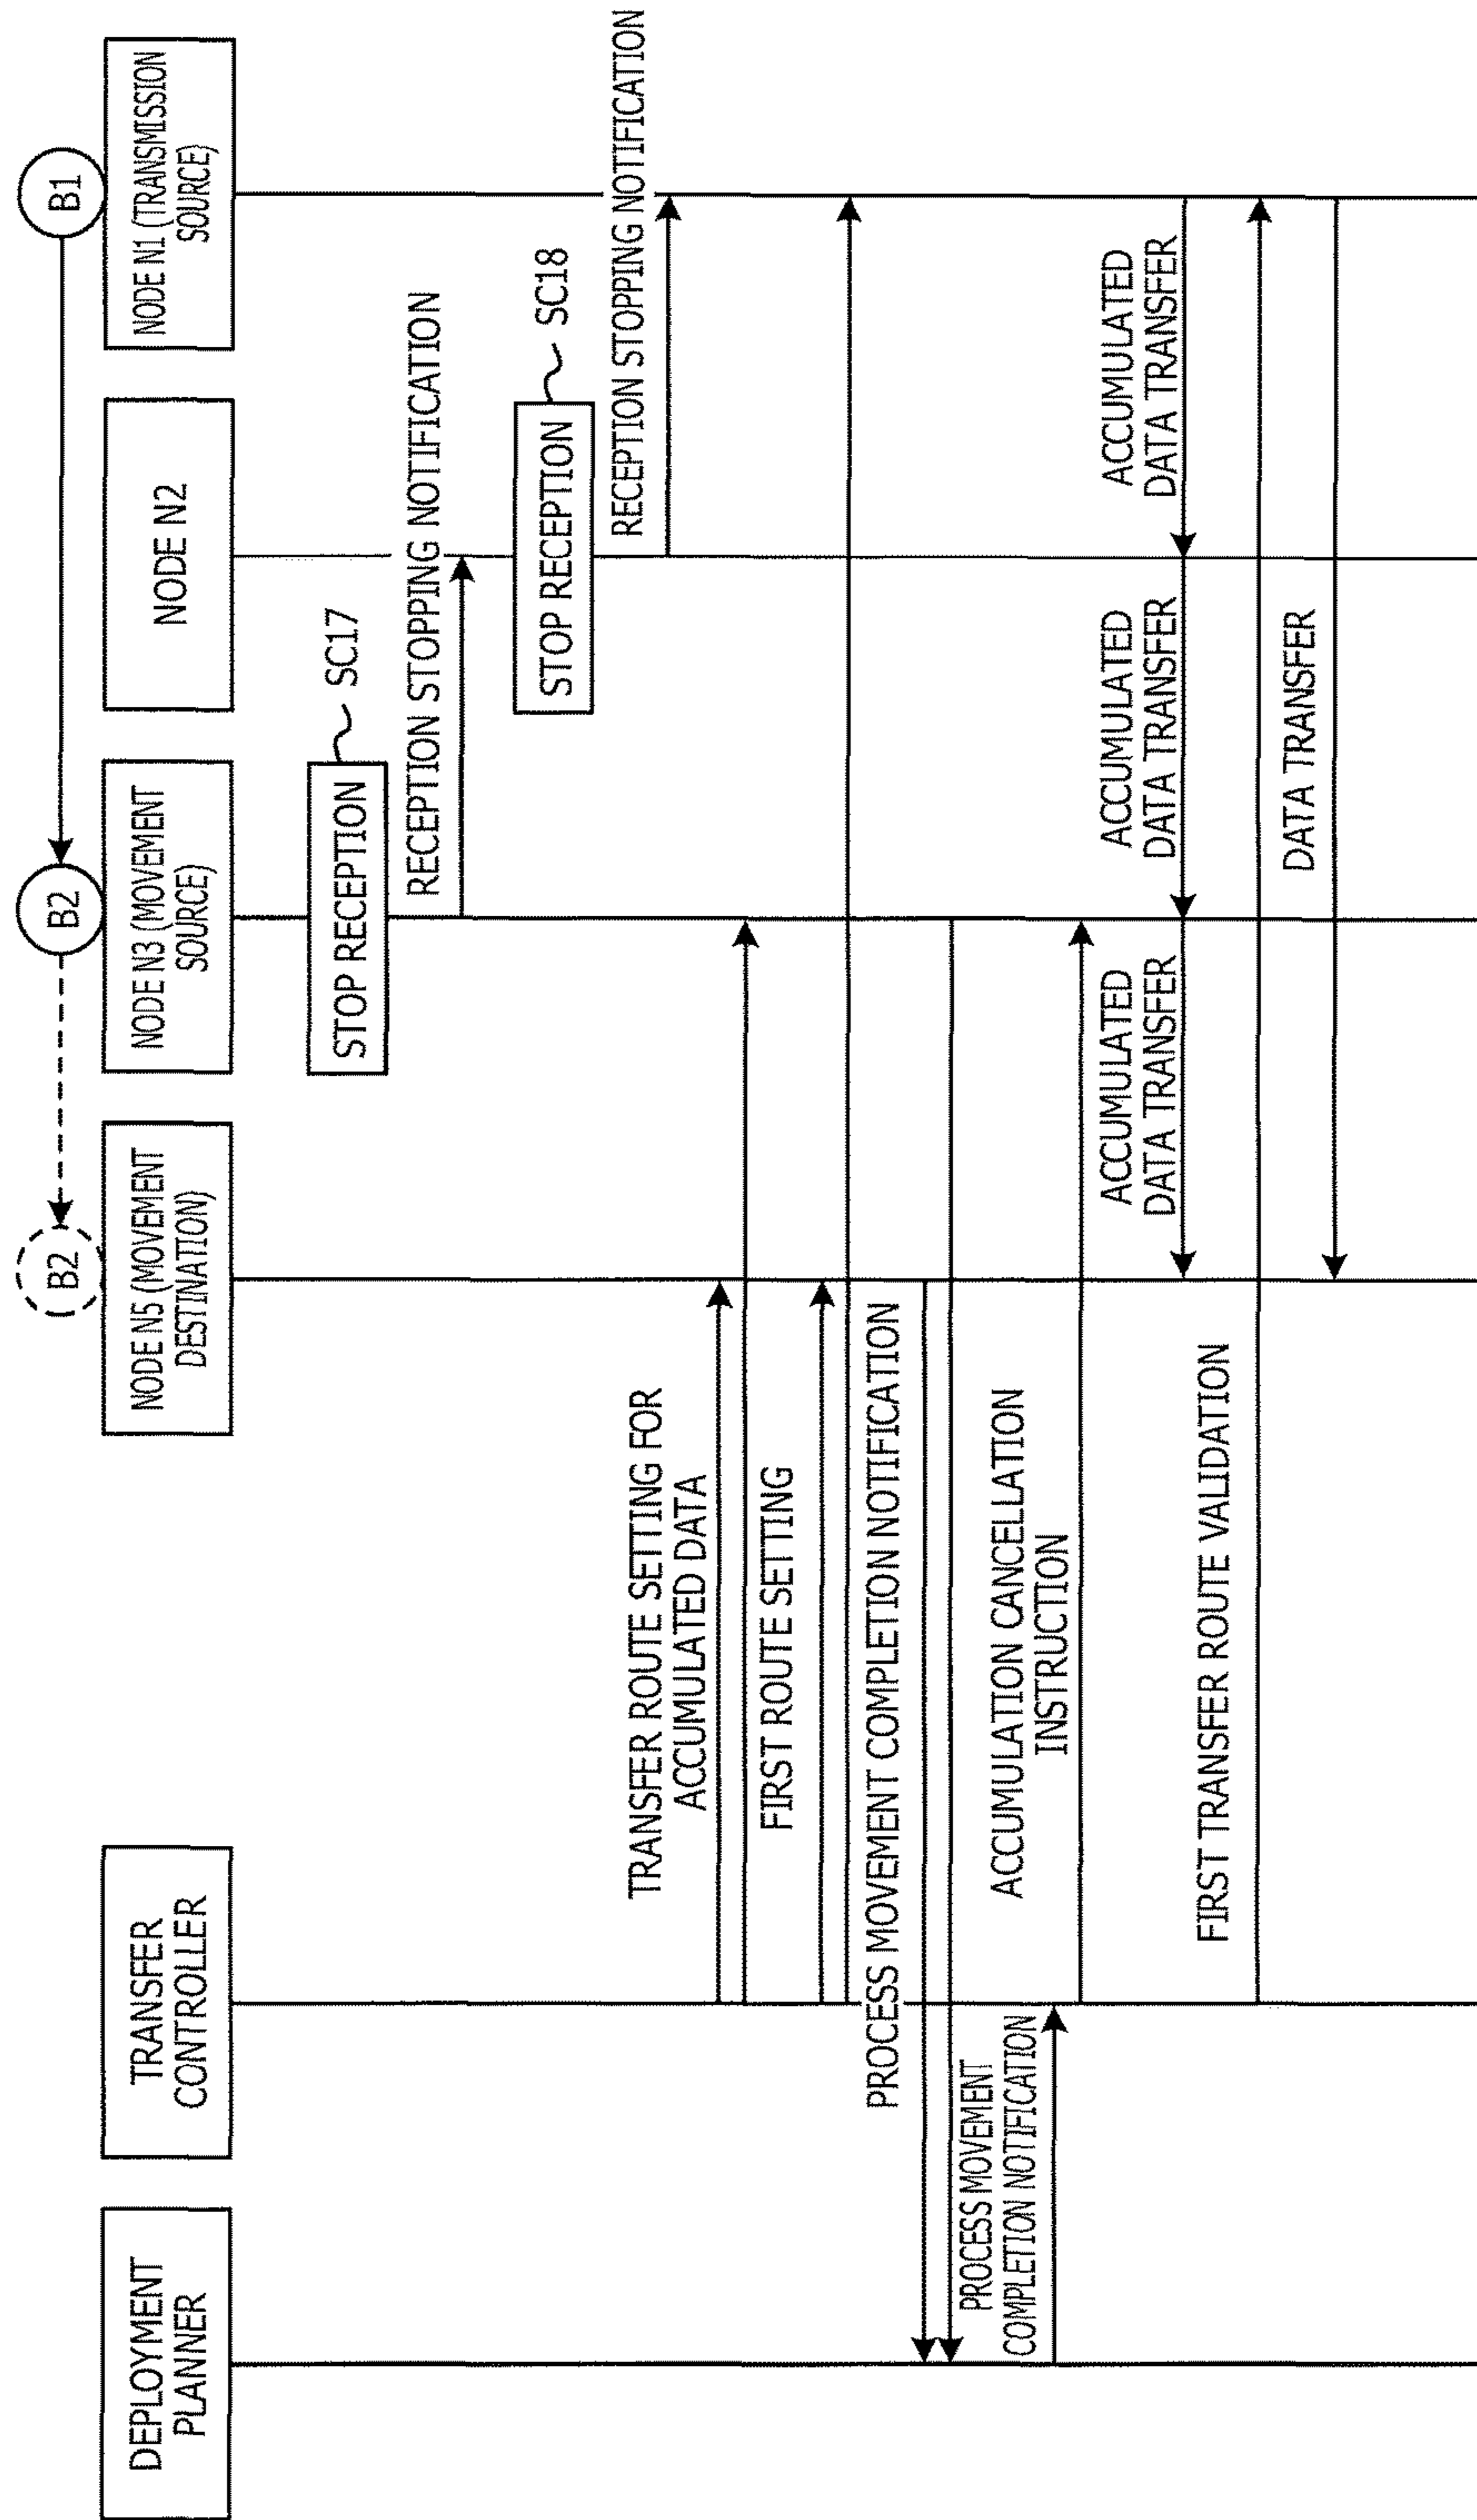 DEPLOYMENT
PLANNER
TRANSFER
CONTROLLER
B2
NODE N5 (MOVEMENT
DESTINATION)
B2
NODE N3 (MOVEMENT
SOURCE)
NODE N2
B1
NODE N1 (TRANSMISSION
SOURCE)
STOP RECEPTION
SC17
RECEPTION STOPPING NOTIFICATION
STOP RECEPTION
SC18
RECEPTION STOPPING NOTIFICATION
TRANSFER ROUTE SETTING FOR
ACCUMULATED DATA
FIRST ROUTE SETTING
PROCESS MOVEMENT COMPLETION NOTIFICATION
PROCESS MOVEMENT
COMPLETION NOTIFICATION
ACCUMULATION CANCELLATION
INSTRUCTION
ACCUMULATED
DATA TRANSFER
ACCUMULATED
DATA TRANSFER
ACCUMULATED
DATA TRANSFER
FIRST TRANSFER ROUTE VALIDATION
DATA TRANSFER